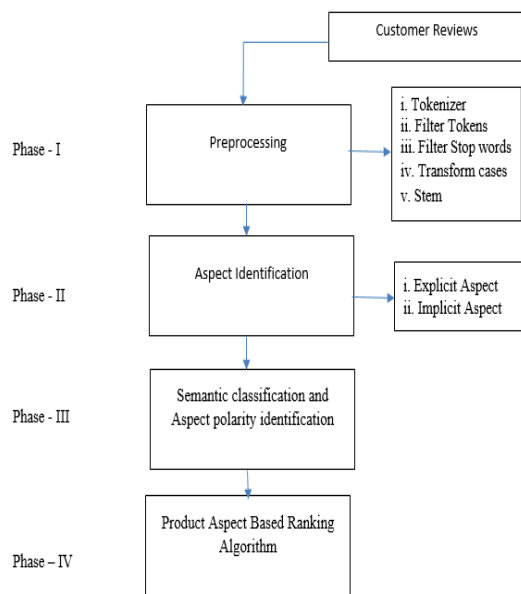 Customer Reviews
Phase - I
Preprocessing
i. Tokenizer
ii. Filter Tokens
iii. Filter Stop words
iv. Transform cases
v. Stem
Phase - II
Aspect Identification
i. Explicit Aspect
ii. Implicit Aspect
Phase - III
Semantic classification and
Aspect polarity identification
Phase – IV
Product Aspect Based Ranking
Algorithm